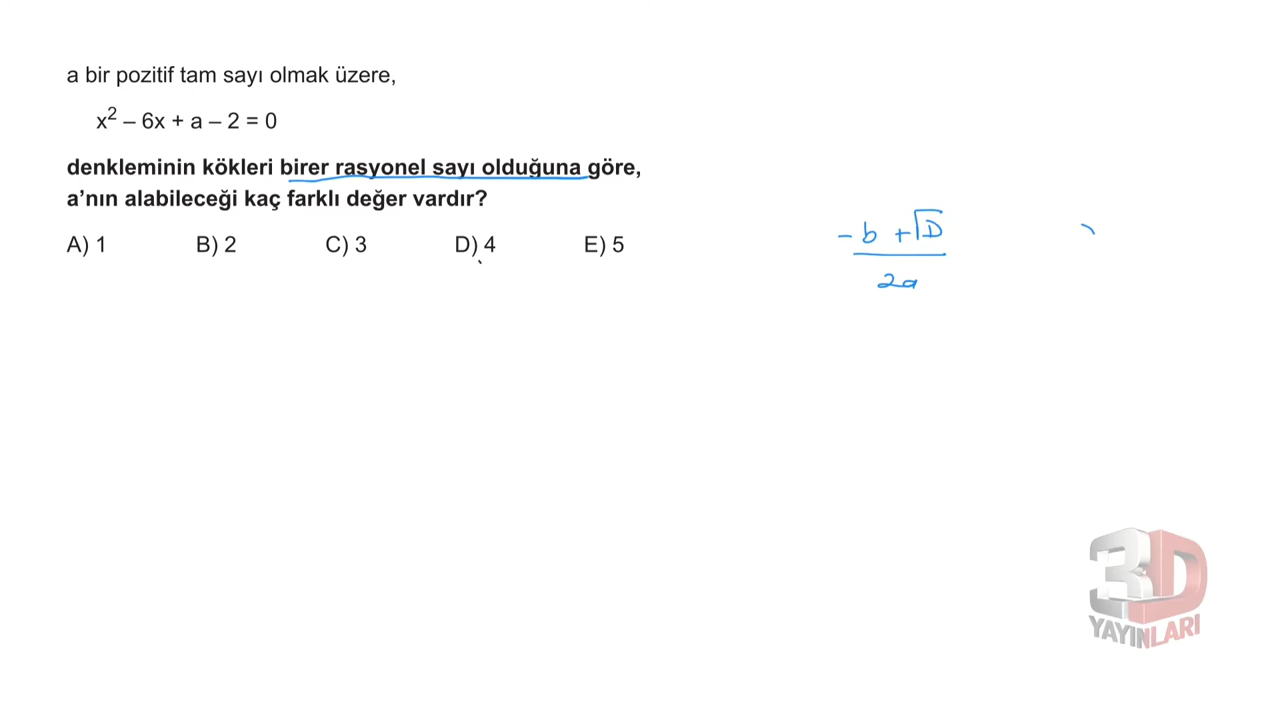 a bir pozitif tam sayı olmak üzere,
x² – 6x + a – 2 = 0
denkleminin kökleri birer rasyonel sayı olduğuna göre,
a’nın alabileceği kaç farklı değer vardır?
A) 1 B) 2 C) 3 D) 4 E) 5
-b +√D
2a
3D
YAYINLARI